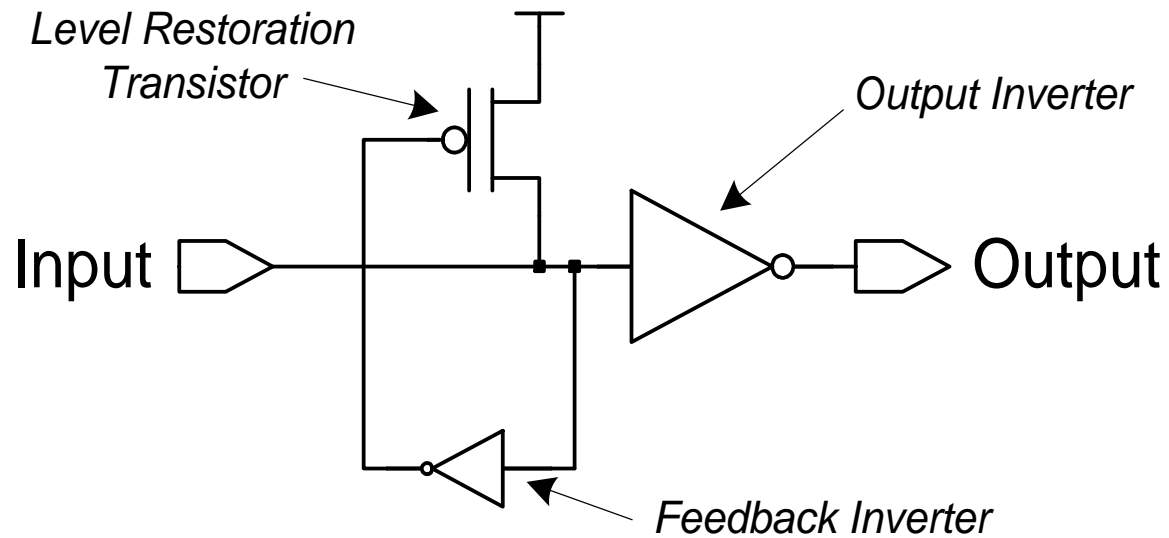 Level Restoration
Transistor
Output Inverter
Input
Output
Feedback Inverter